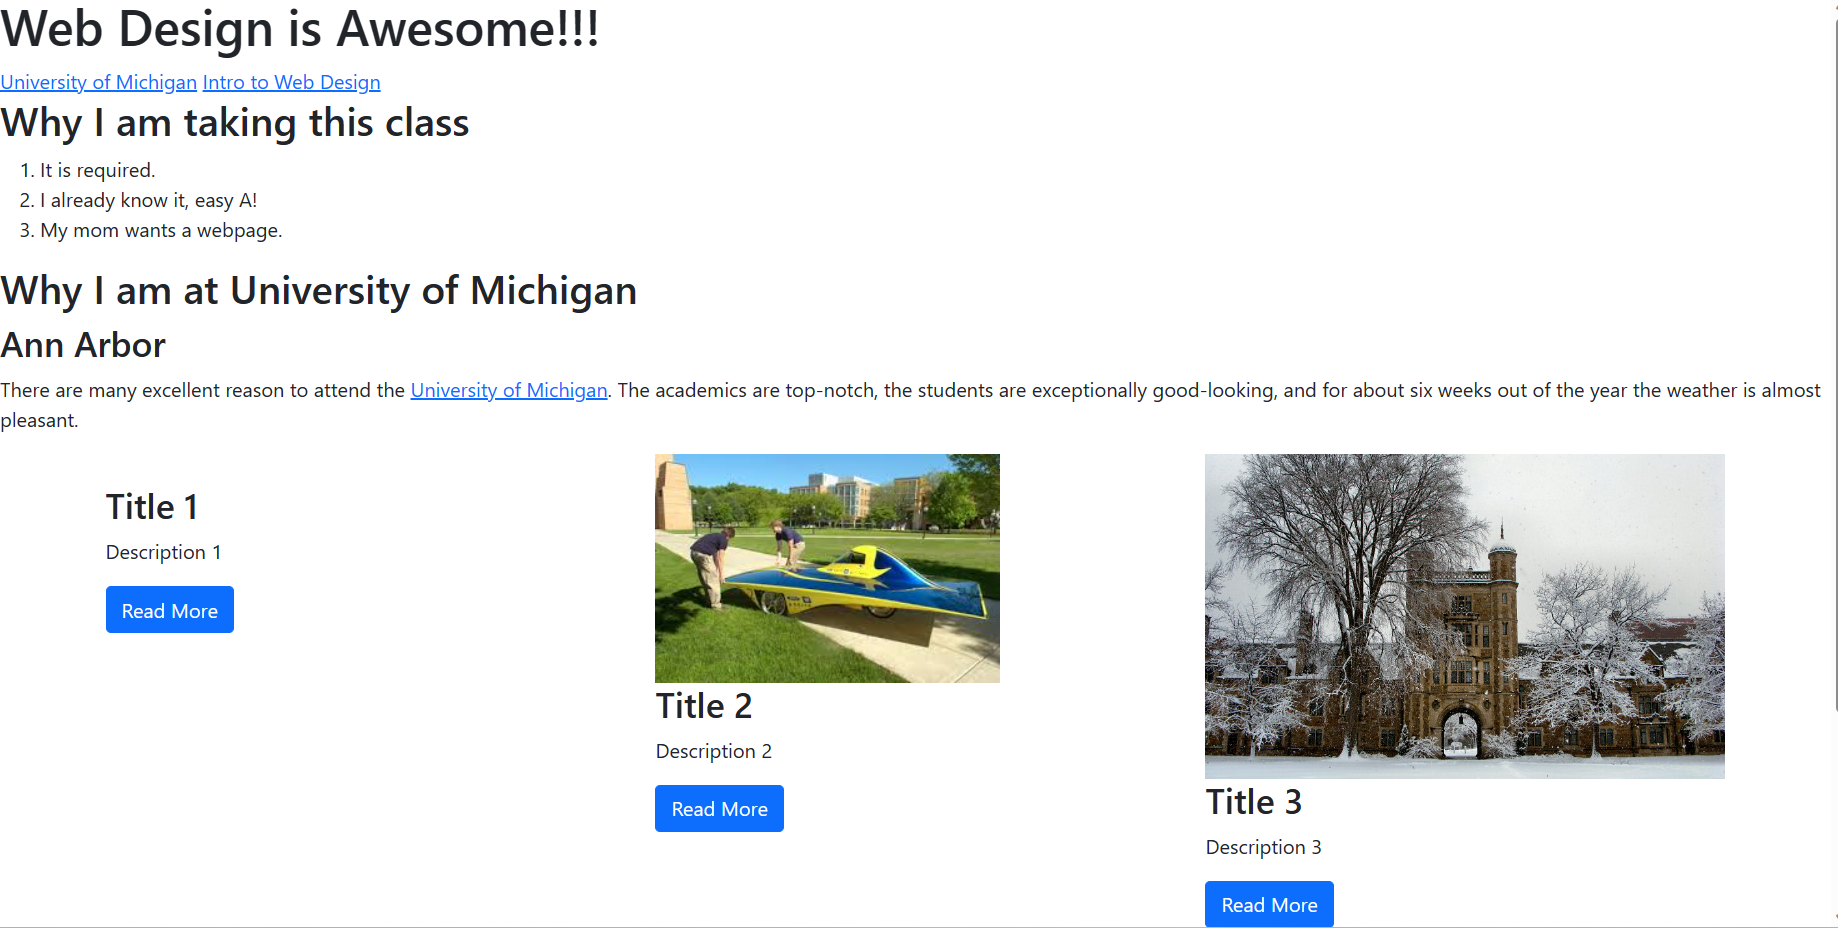 Web Design is Awesome!!!
University of Michigan Intro to Web Design
Why I am taking this class
1. It is required.
2. I already know it, easy A!
3. My mom wants a webpage.
Why I am at University of Michigan
Ann Arbor
There are many excellent reason to attend the University of Michigan. The academics are top-notch, the students are exceptionally good-looking, and for about six weeks out of the year the weather is almost
pleasant.
Title 1
Description 1
Read More
Title 2
Description 2
Read More
Title 3
Description 3
Read More